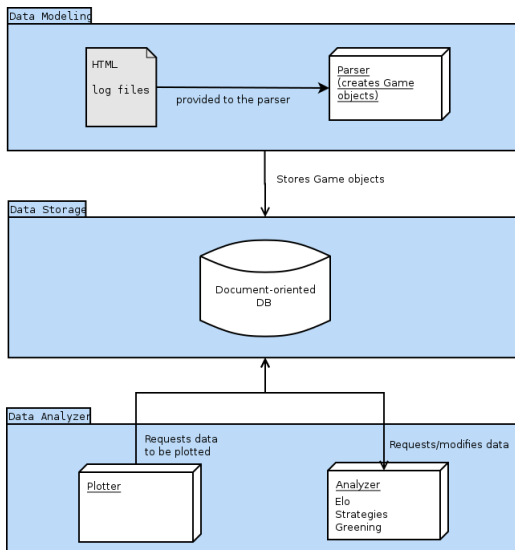 Data Modeling
HTML
log files
provided to the parser
Parser
(creates Game
objects)
Stores Game objects
Data Storage
Document-oriented
DB
Data Analyzer
Requests data
to be plotted
Requests/modifies data
Plotter
Analyzer
Elo
Strategies
Greening